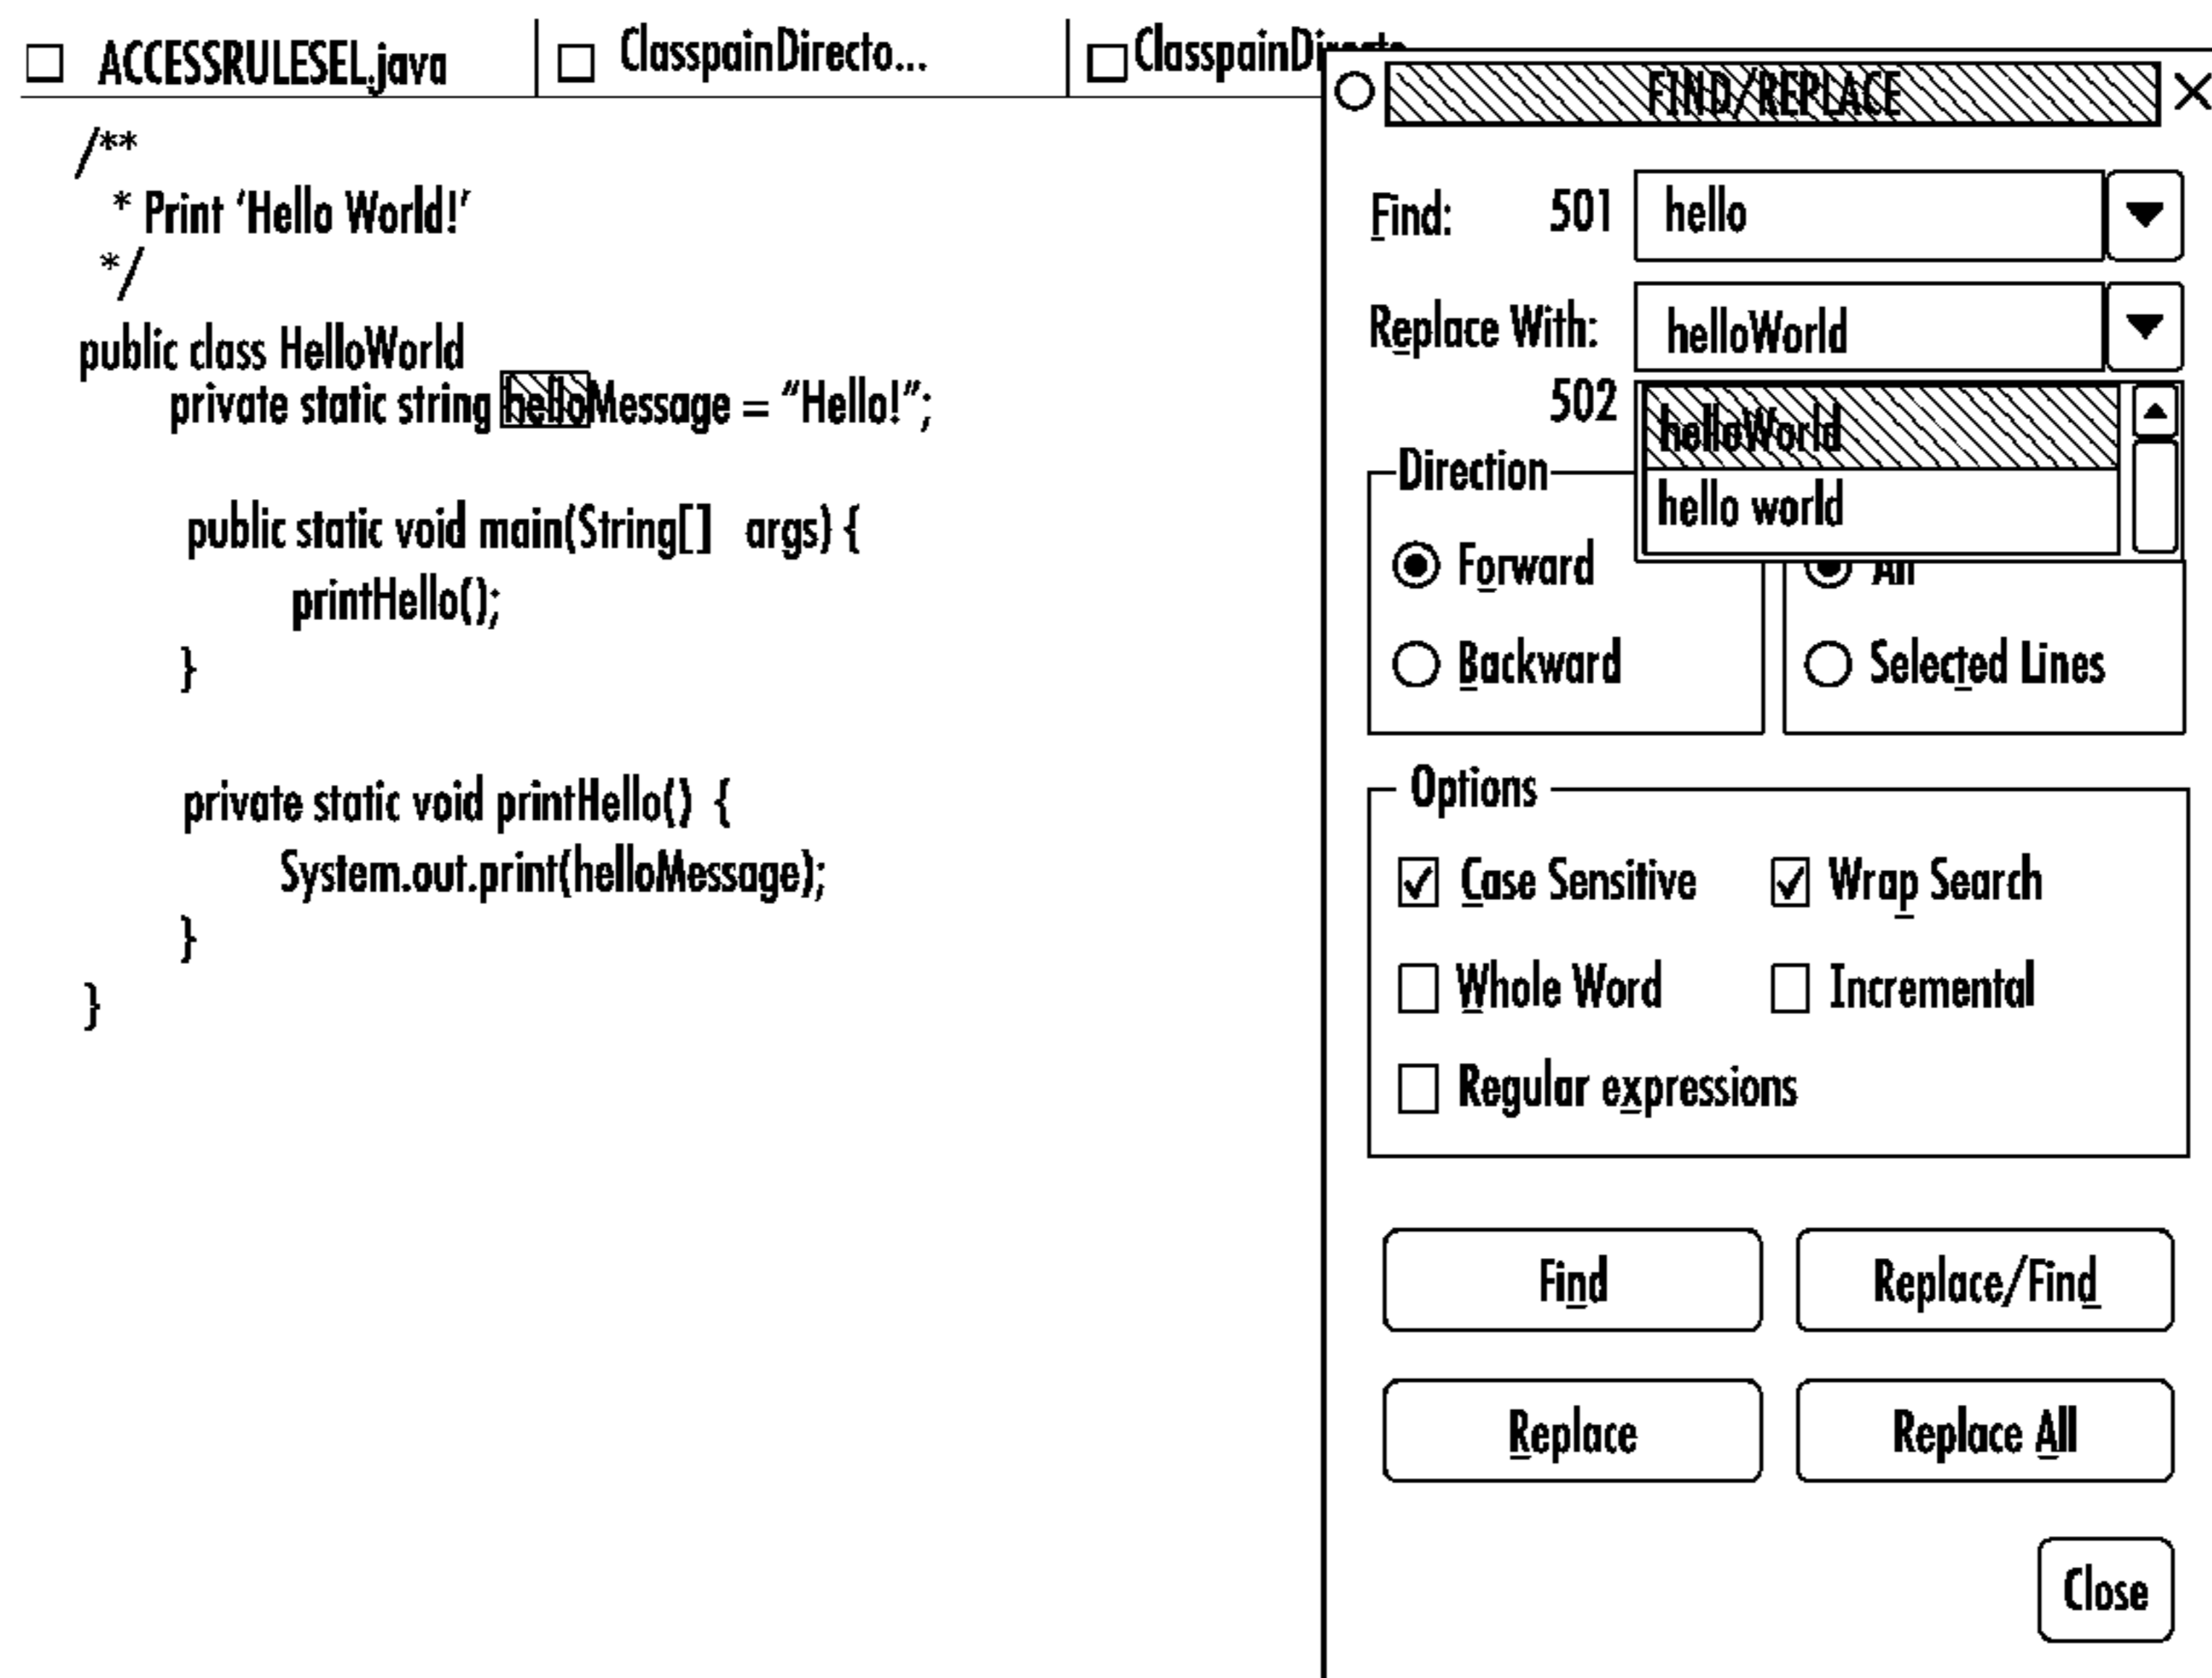 ACCESSRULESEL.java
ClasspainDirecto...
ClasspainDirecto
/**
* Print 'Hello World!'
*/
public class HelloWorld
private static string helloMessage = "Hello!";
public static void main(String[] args) {
printHello();
}
private static void printHello() {
System.out.print(helloMessage);
}
}
FIND/REPLACE
Find: 501 hello
Replace With: helloWorld
502 helloWorld
hello world
Direction
Forward
All
Backward
Selected Lines
Options
Case Sensitive
Wrap Search
Whole Word
Incremental
Regular expressions
Find
Replace/Find
Replace
Replace All
Close